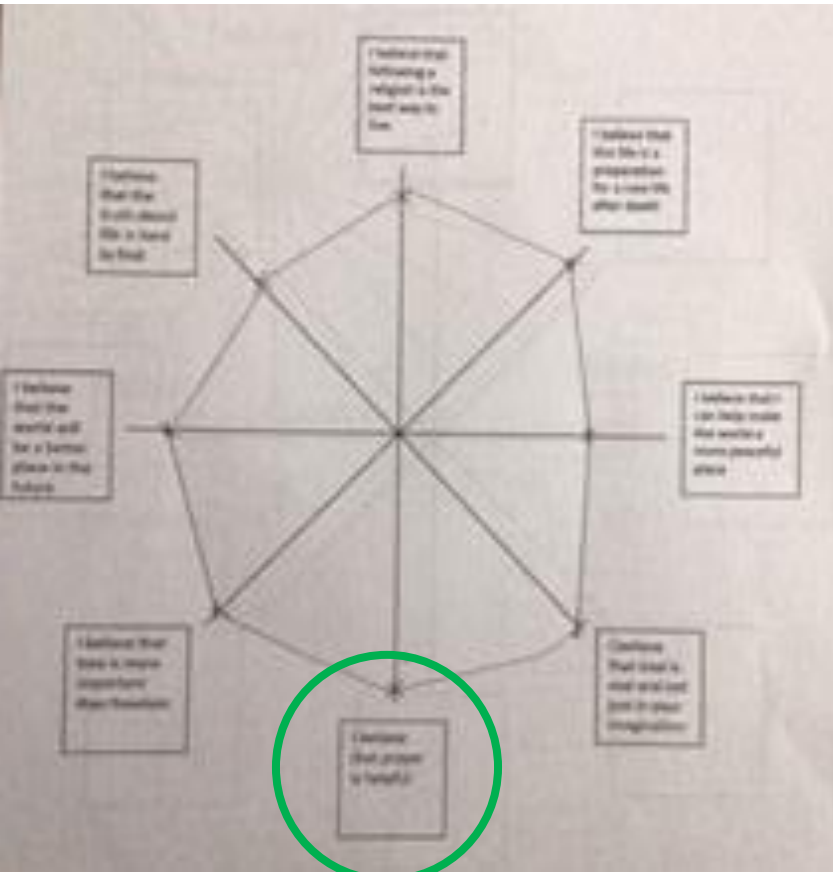 I believe that
following a
religion is the
best way to
live
I believe that
this life is a
preparation
for a new life
after death
I believe
that the
truth about
life is hard
to find
I believe
that the
world will
be a better
place in the
future
I believe that I
can help make
the world a
more peaceful
place
I believe that
love is more
important
than freedom
I believe
That God is
real and not
just in your
imagination
I believe
that prayer
is helpful